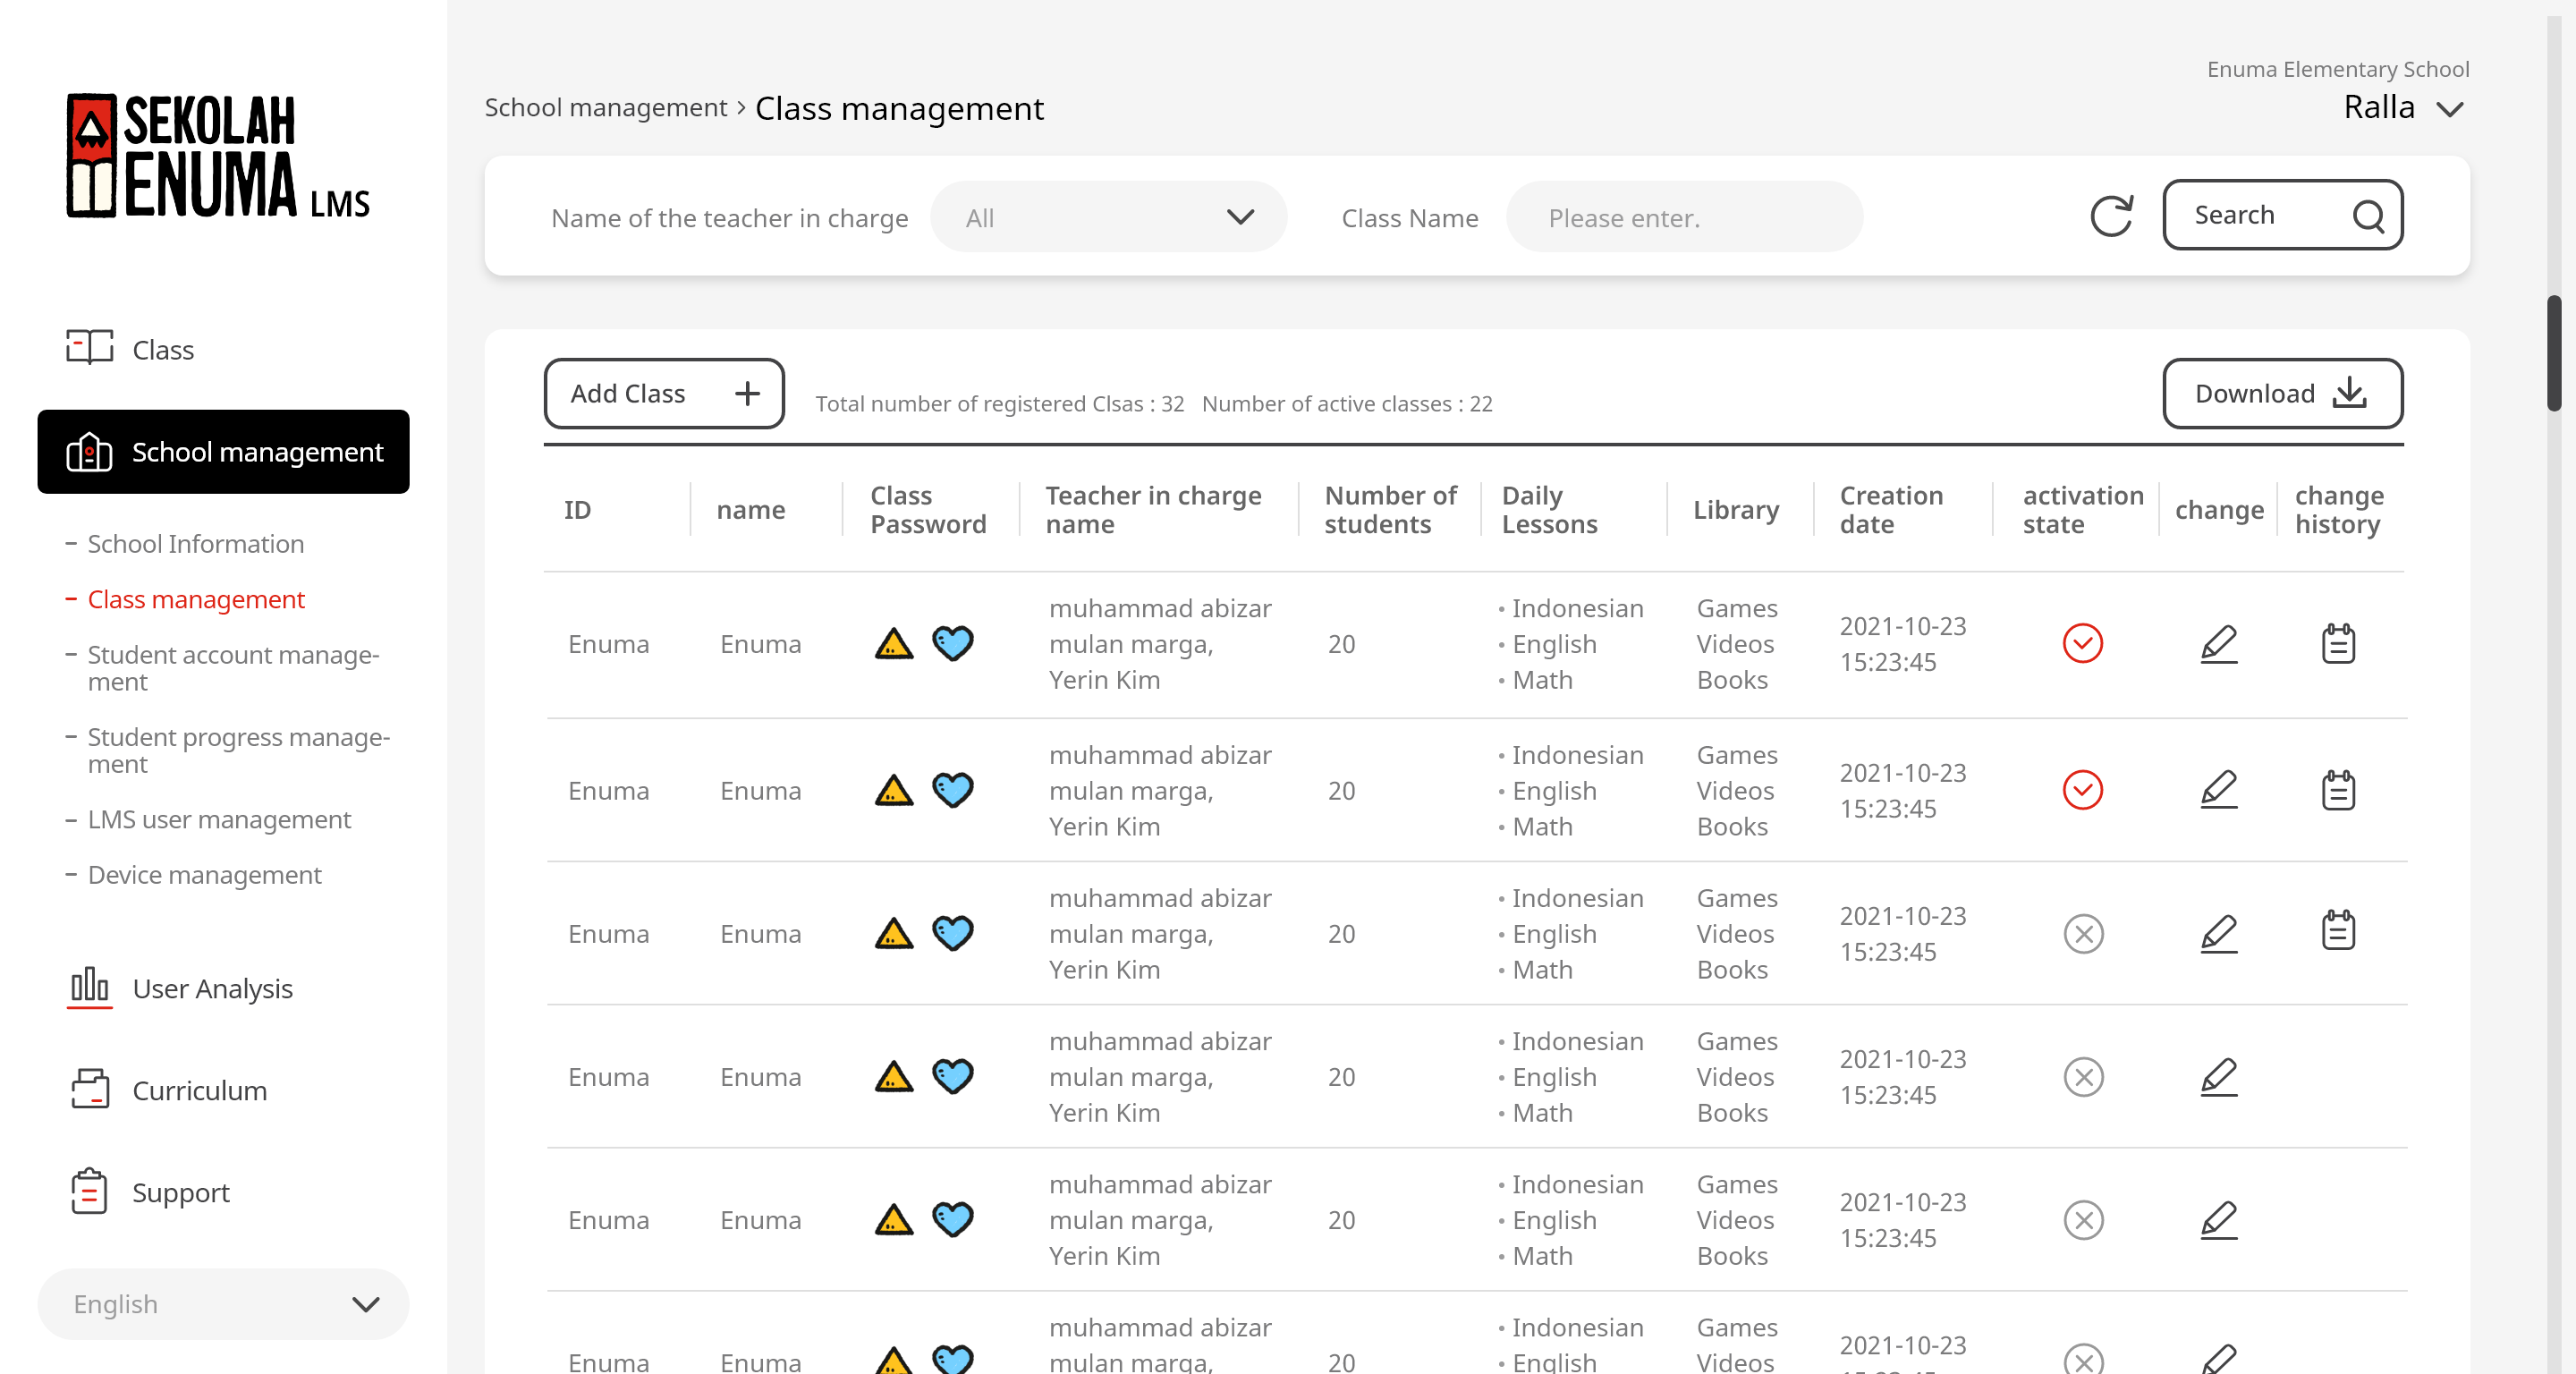 SEKOLAH
ENUMA LMS
Class
School management
School Information
Class management
Student account manage-
ment
Student progress manage-
ment
LMS user management
Device management
User Analysis
Curriculum
Support
English
School management > Class management
Enuma Elementary School
Ralla
Name of the teacher in charge All Class Name Please enter. Search
Add Class + Total number of registered Clsas : 32 Number of active classes : 22 Download
ID name Class Password Teacher in charge name Number of students Daily Lessons Library Creation date activation state change change history
muhammad abizar • Indonesian Games 2021-10-23
Enuma Enuma mulan marga, 20 • English Videos 15:23:45
Yerin Kim • Math Books
muhammad abizar • Indonesian Games 2021-10-23
Enuma Enuma mulan marga, 20 • English Videos 15:23:45
Yerin Kim • Math Books
muhammad abizar • Indonesian Games 2021-10-23
Enuma Enuma mulan marga, 20 • English Videos 15:23:45
Yerin Kim • Math Books
muhammad abizar • Indonesian Games 2021-10-23
Enuma Enuma mulan marga, 20 • English Videos 15:23:45
Yerin Kim • Math Books
muhammad abizar • Indonesian Games 2021-10-23
Enuma Enuma mulan marga, 20 • English Videos 15:23:45
Yerin Kim • Math Books
muhammad abizar • Indonesian Games 2021-10-23
Enuma Enuma mulan marga, 20 • English Videos